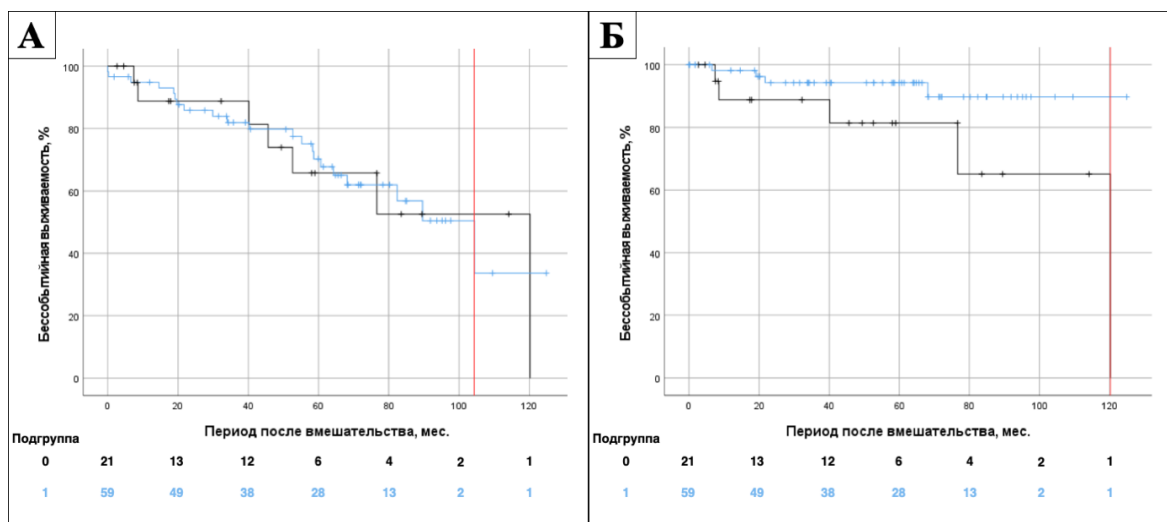 А
Бессобытийная выживаемость, %
100
80
60
40
20
0
0 20 40 60 80 100 120
Период после вмешательства, мес.
Подгруппа
0 21 13 12 6 4 2 1
1 59 49 38 28 13 2 1
Б
Бессобытийная выживаемость, %
100
80
60
40
20
0
0 20 40 60 80 100 120
Период после вмешательства, мес.
Подгруппа
0 21 13 12 6 4 2 1
1 59 49 38 28 13 2 1